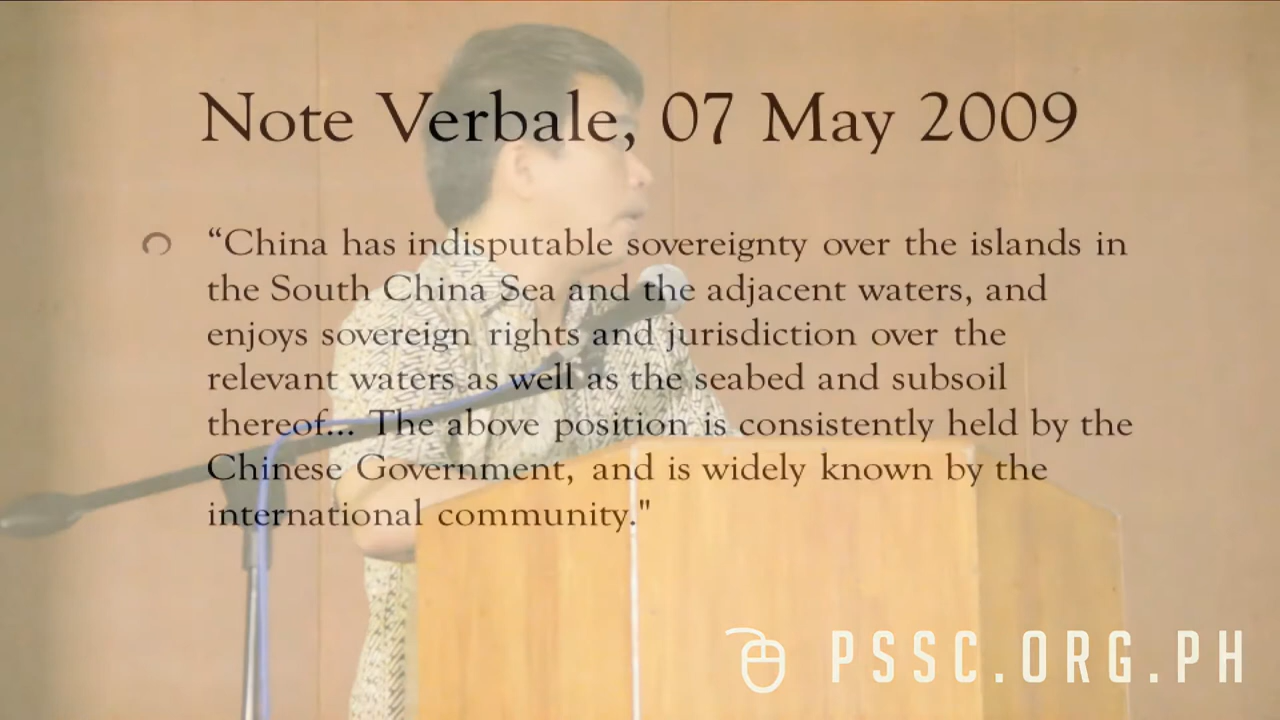 Note Verbale, 07 May 2009
“China has indisputable sovereignty over the islands in
the South China Sea and the adjacent waters, and
enjoys sovereign rights and jurisdiction over the
relevant waters as well as the seabed and subsoil
thereof... The above position is consistently held by the
Chinese Government, and is widely known by the
international community."
PSSC.ORG.PH